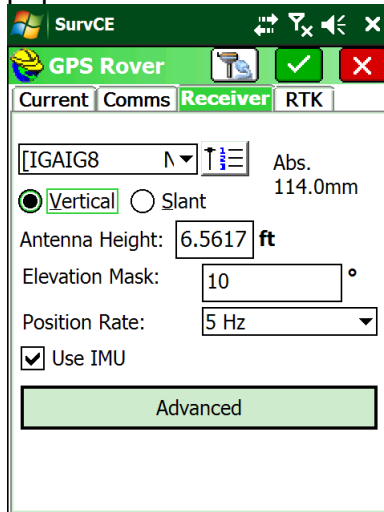 SurvCE
GPS Rover
Current Comms Receiver RTK
[IGAIG8 Abs.
114.0mm
Vertical Slant
Antenna Height: 6.5617 ft
Elevation Mask: 10 °
Position Rate: 5 Hz
Use IMU
Advanced